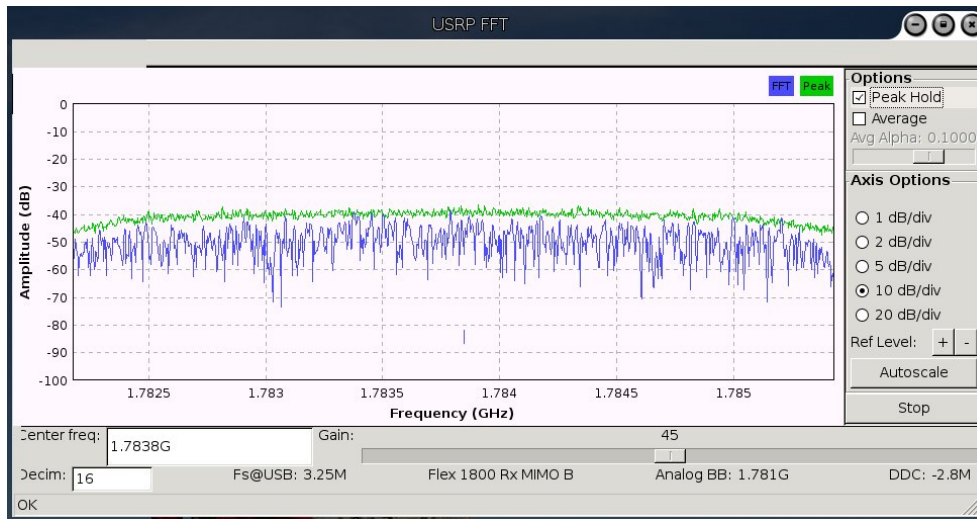 USRP FFT
FFT Peak
Options
Peak Hold
Average
Avg Alpha: 0.1000
Axis Options
1 dB/div
2 dB/div
5 dB/div
10 dB/div
20 dB/div
Ref Level: + -
Autoscale
Stop
Amplitude (dB)
0
-10
-20
-30
-40
-50
-60
-70
-80
-90
-100
1.7825 1.783 1.7835 1.784 1.7845 1.785
Frequency (GHz)
Center freq: 1.7838G Gain: 45
Decim: 16 Fs@USB: 3.25M Flex 1800 Rx MIMO B Analog BB: 1.781G DDC: -2.8M
OK